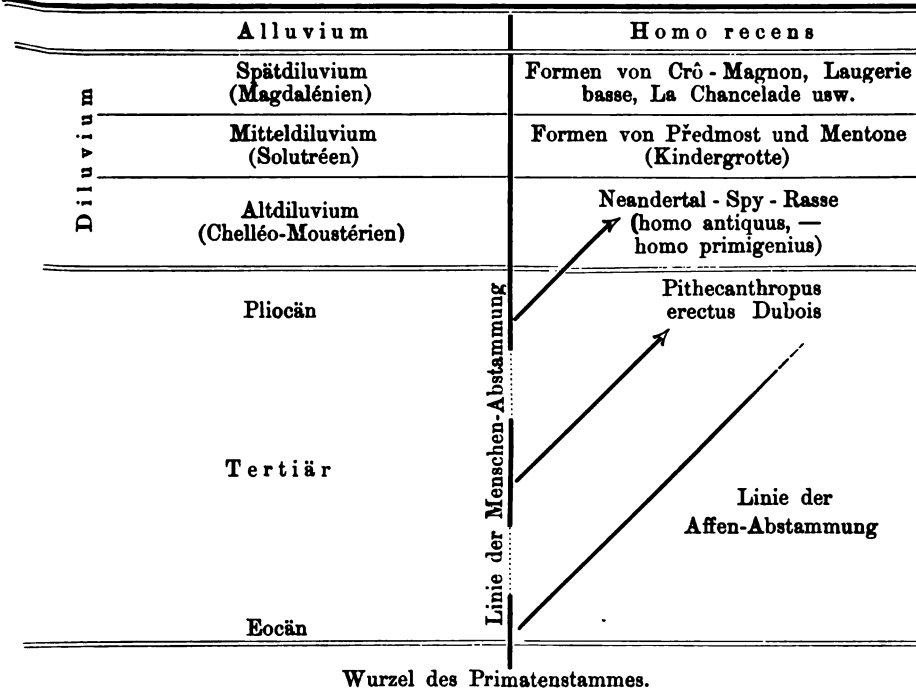 Alluvium
Homo recens
Diluvium
Spätdiluvium
(Magdalénien)
Formen von Crô-Magnon, Laugerie
basse, La Chancelade usw.
Mitteldiluvium
(Solutréen)
Formen von Předmost und Mentone
(Kindergrotte)
Altdiluvium
(Chelléo-Moustérien)
Neandertal-Spy-Rasse
(homo antiquus, —
homo primigenius)
Pliocän
Pithecanthropus
erectus Dubois
Linie der Menschen-Abstammung
Tertiär
Linie der
Affen-Abstammung
Eocän
Wurzel des Primatenstammes.